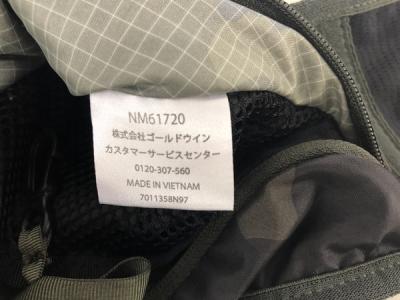 NM61720
株式会社ゴールドウイン
カスタマーサービスセンター
0120-307-560
MADE IN VIETNAM
7011358N97